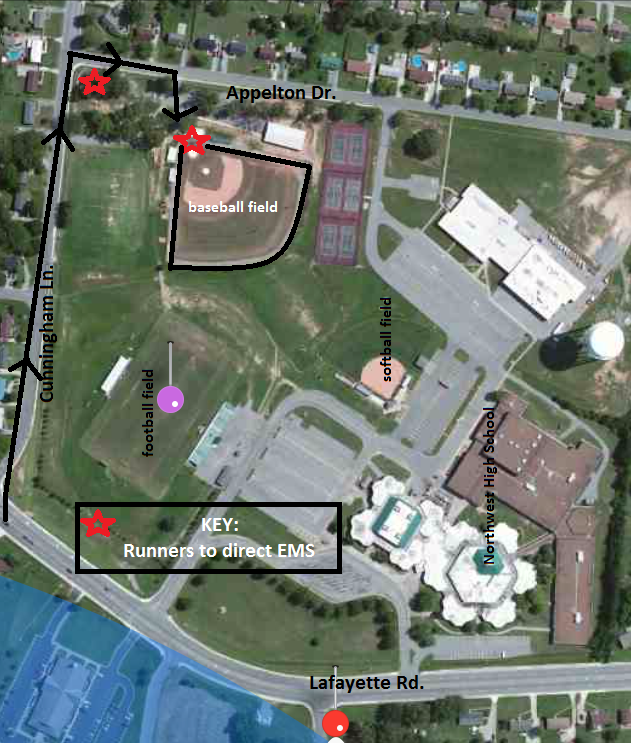 Appelton Dr.
baseball field
Cunningham Ln.
softball field
football field
Northwest High School
KEY:
Runners to direct EMS
Lafayette Rd.